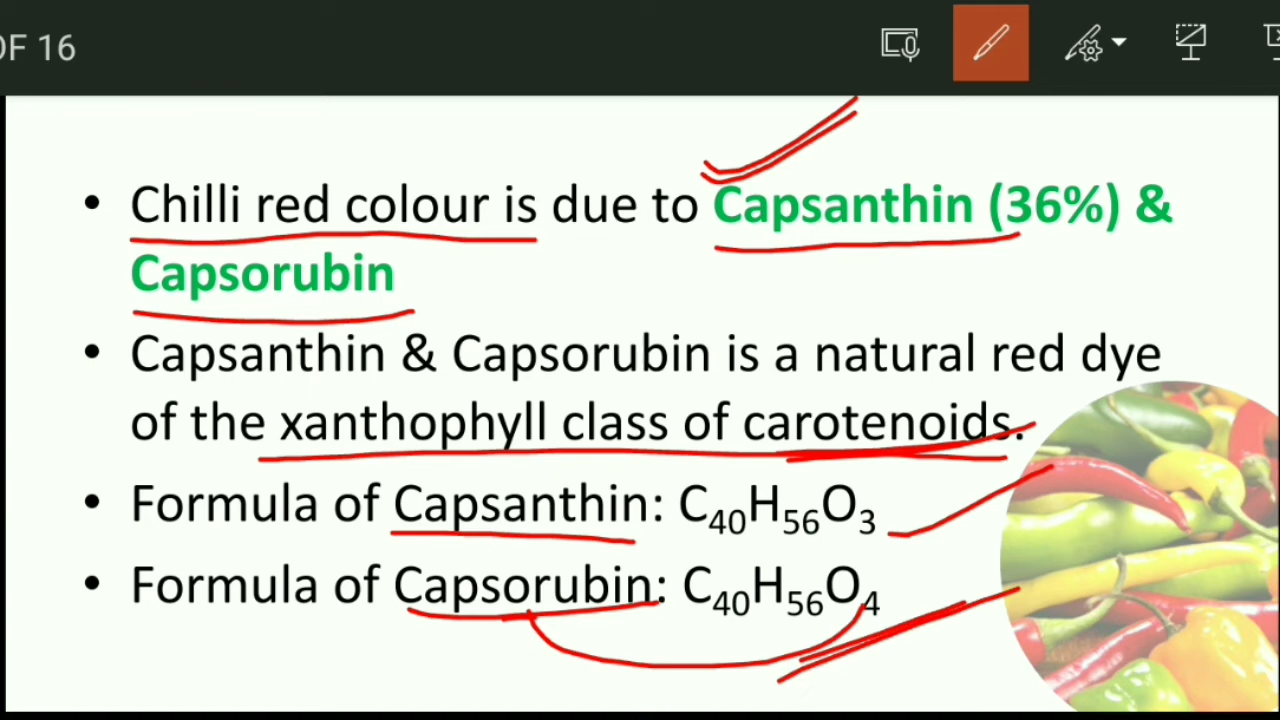 OF 16
• Chilli red colour is due to Capsanthin (36%) &
Capsorubin
• Capsanthin & Capsorubin is a natural red dye
of the xanthophyll class of carotenoids.
• Formula of Capsanthin: C₄₀H₅₆O₃
• Formula of Capsorubin: C₄₀H₅₆O₄